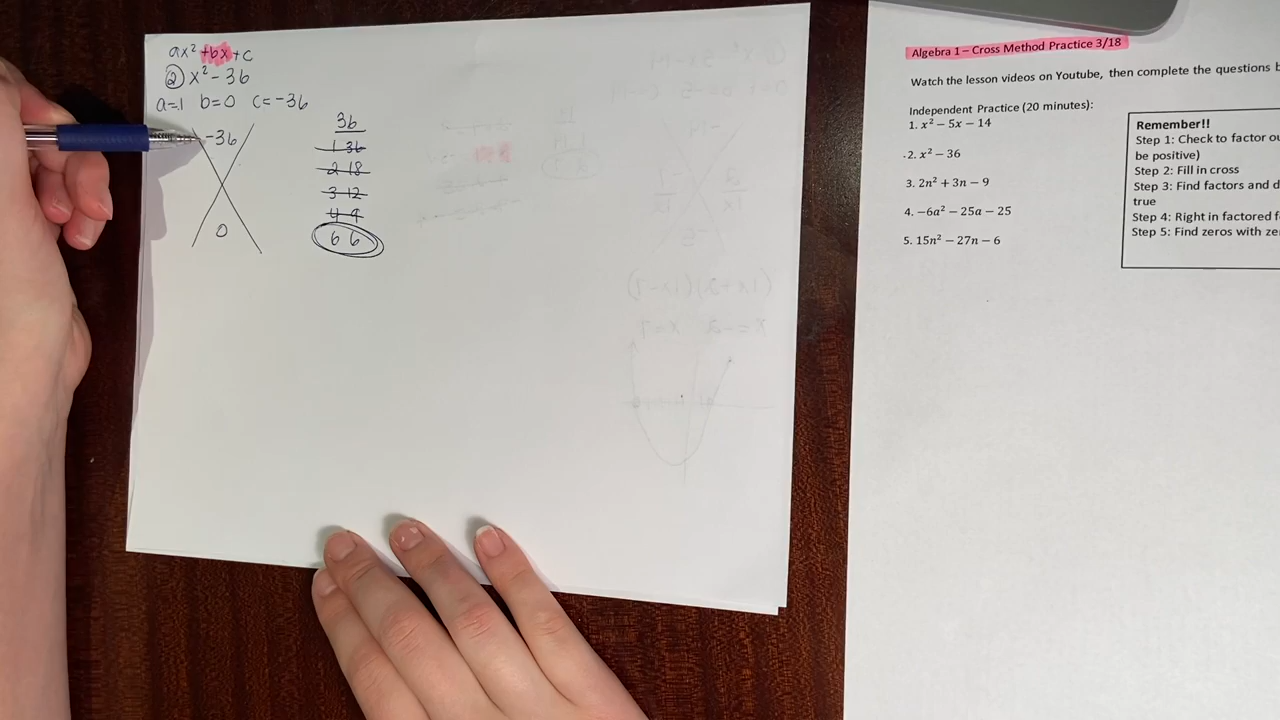 ax² +bx +c
② x² - 36
a=1 b=0 c=-36
-36
0
36
1 36
2 18
3 12
4 9
6 6
Algebra 1 – Cross Method Practice 3/18
Watch the lesson videos on Youtube, then complete the questions
Independent Practice (20 minutes):
1. x² − 5x − 14
2. x² − 36
3. 2n² + 3n − 9
4. −6a² − 25a − 25
5. 15n² − 27n − 6
Remember!!
Step 1: Check to factor
be positive)
Step 2: Fill in cross
Step 3: Find factors and
true
Step 4: Right in factored
Step 5: Find zeros with